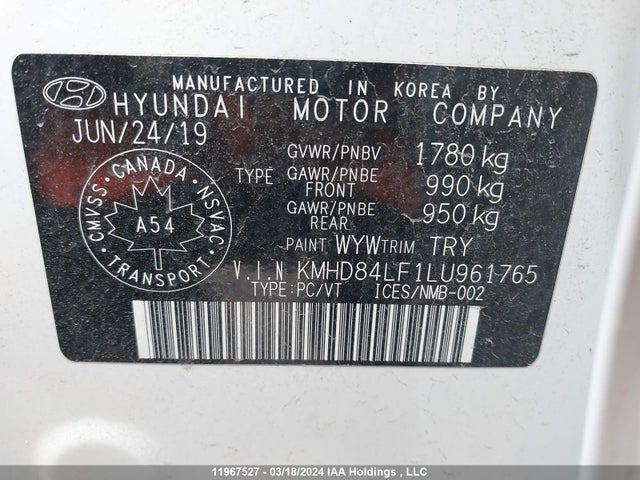 MANUFACTURED IN KOREA BY
HYUNDAI MOTOR COMPANY
JUN/24/19
GVWR/PNBV 1780 kg
TYPE GAWR/PNBE FRONT 990 kg
GAWR/PNBE REAR 950 kg
PAINT WYW TRIM TRY
V.I.N KMHD84LF1LU961765
TYPE:PC/VT ICES/NMB-002
CMVSS · CANADA · NSVAC
A54
TRANSPORT
11967527 - 03/18/2024 IAA Holdings , LLC